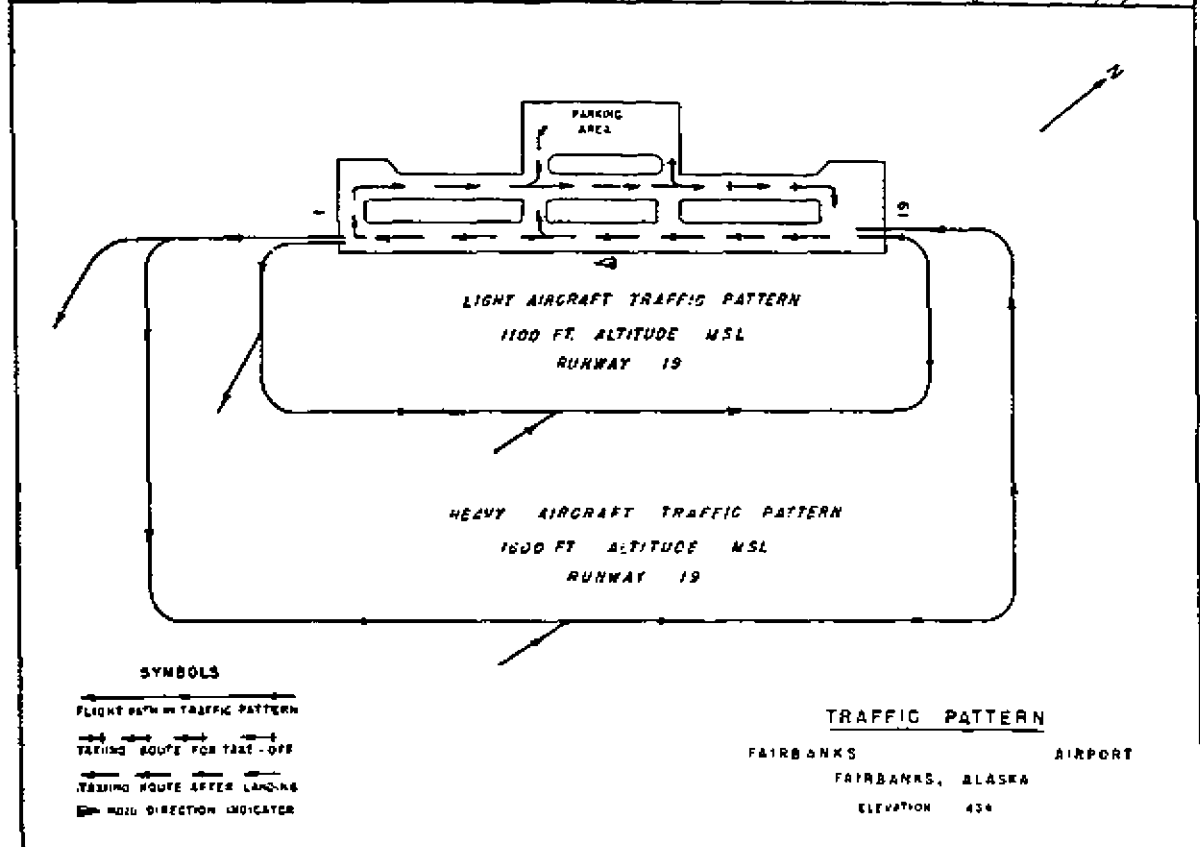 N
PARKING
AREA
1
19
LIGHT AIRCRAFT TRAFFIC PATTERN
1100 FT. ALTITUDE MSL
RUNWAY 19
HEAVY AIRCRAFT TRAFFIC PATTERN
1600 FT ALTITUDE MSL
RUNWAY 19
SYMBOLS
FLIGHT PATH IN TRAFFIC PATTERN
TAXIING ROUTE FOR TAKE-OFF
TAXIING ROUTE AFTER LANDING
DIRECTION INDICATER
TRAFFIC PATTERN
FAIRBANKS AIRPORT
FAIRBANKS, ALASKA
ELEVATION 434